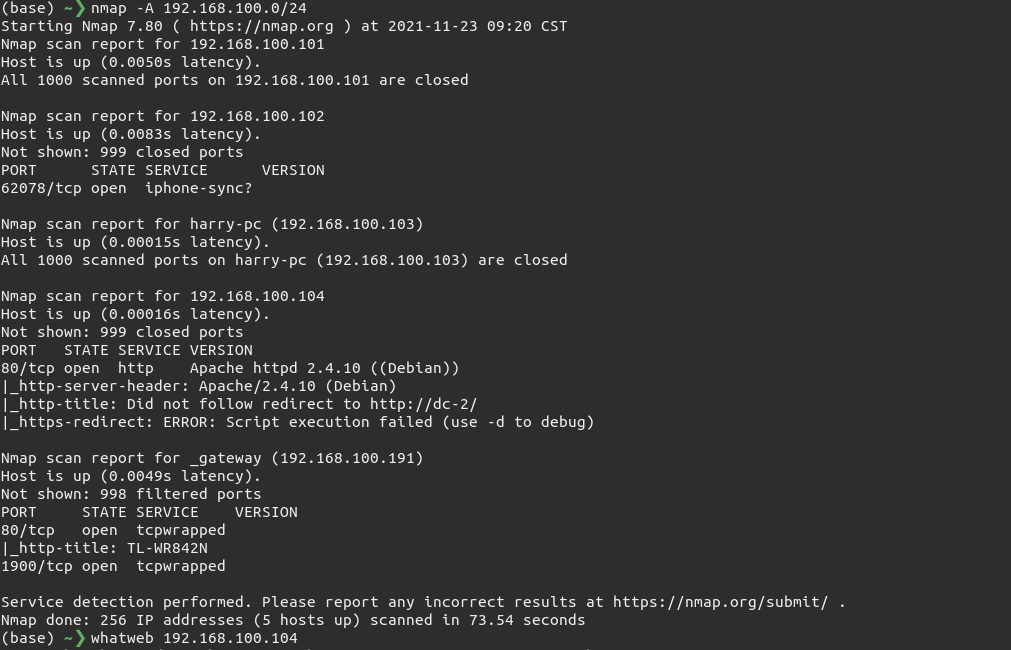 (base) ~❯ nmap -A 192.168.100.0/24
Starting Nmap 7.80 ( https://nmap.org ) at 2021-11-23 09:20 CST
Nmap scan report for 192.168.100.101
Host is up (0.0050s latency).
All 1000 scanned ports on 192.168.100.101 are closed

Nmap scan report for 192.168.100.102
Host is up (0.0083s latency).
Not shown: 999 closed ports
PORT      STATE SERVICE      VERSION
62078/tcp open  iphone-sync?

Nmap scan report for harry-pc (192.168.100.103)
Host is up (0.00015s latency).
All 1000 scanned ports on harry-pc (192.168.100.103) are closed

Nmap scan report for 192.168.100.104
Host is up (0.00016s latency).
Not shown: 999 closed ports
PORT   STATE SERVICE VERSION
80/tcp open  http    Apache httpd 2.4.10 ((Debian))
|_http-server-header: Apache/2.4.10 (Debian)
|_http-title: Did not follow redirect to http://dc-2/
|_https-redirect: ERROR: Script execution failed (use -d to debug)

Nmap scan report for _gateway (192.168.100.191)
Host is up (0.0049s latency).
Not shown: 998 filtered ports
PORT     STATE SERVICE    VERSION
80/tcp   open  tcpwrapped
|_http-title: TL-WR842N
1900/tcp open  tcpwrapped

Service detection performed. Please report any incorrect results at https://nmap.org/submit/ .
Nmap done: 256 IP addresses (5 hosts up) scanned in 73.54 seconds
(base) ~❯ whatweb 192.168.100.104